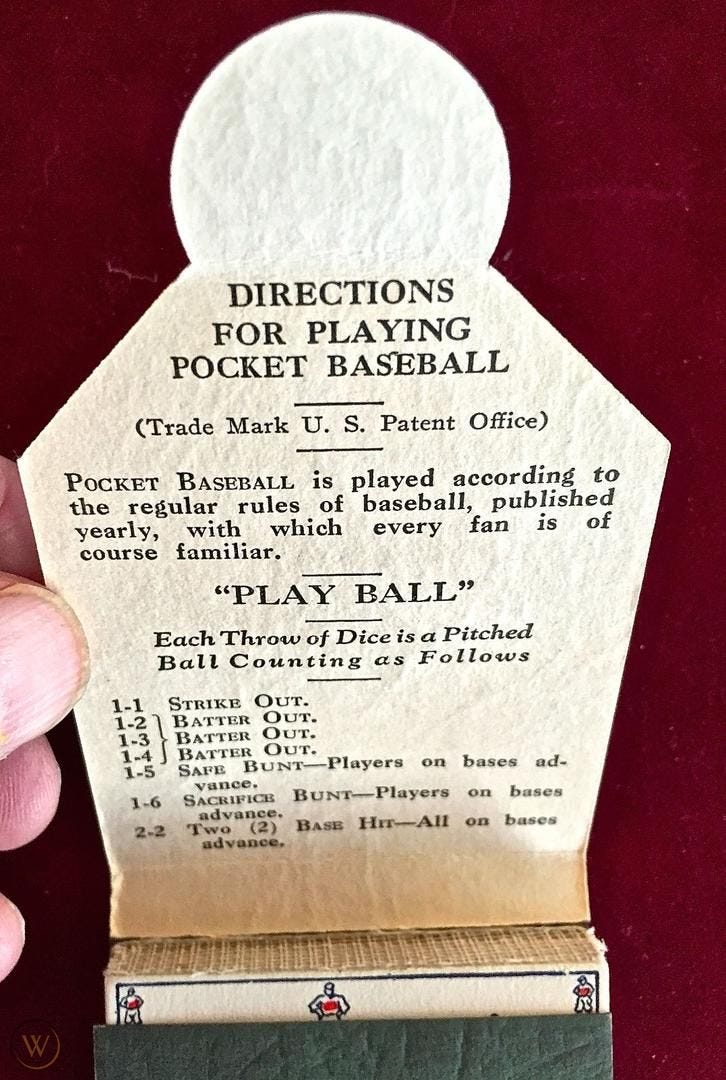 DIRECTIONS
FOR PLAYING
POCKET BASEBALL
(Trade Mark U. S. Patent Office)
POCKET BASEBALL is played according to
the regular rules of baseball, published
yearly, with which every fan is of
course familiar.
"PLAY BALL"
Each Throw of Dice is a Pitched
Ball Counting as Follows
1-1 STRIKE OUT.
1-2 BATTER OUT.
1-3 BATTER OUT.
1-4 BATTER OUT.
1-5 SAFE BUNT—Players on bases ad-
vance.
1-6 SACRIFICE BUNT—Players on bases
advance.
2-2 Two (2) BASE HIT—All on bases
advance.
W